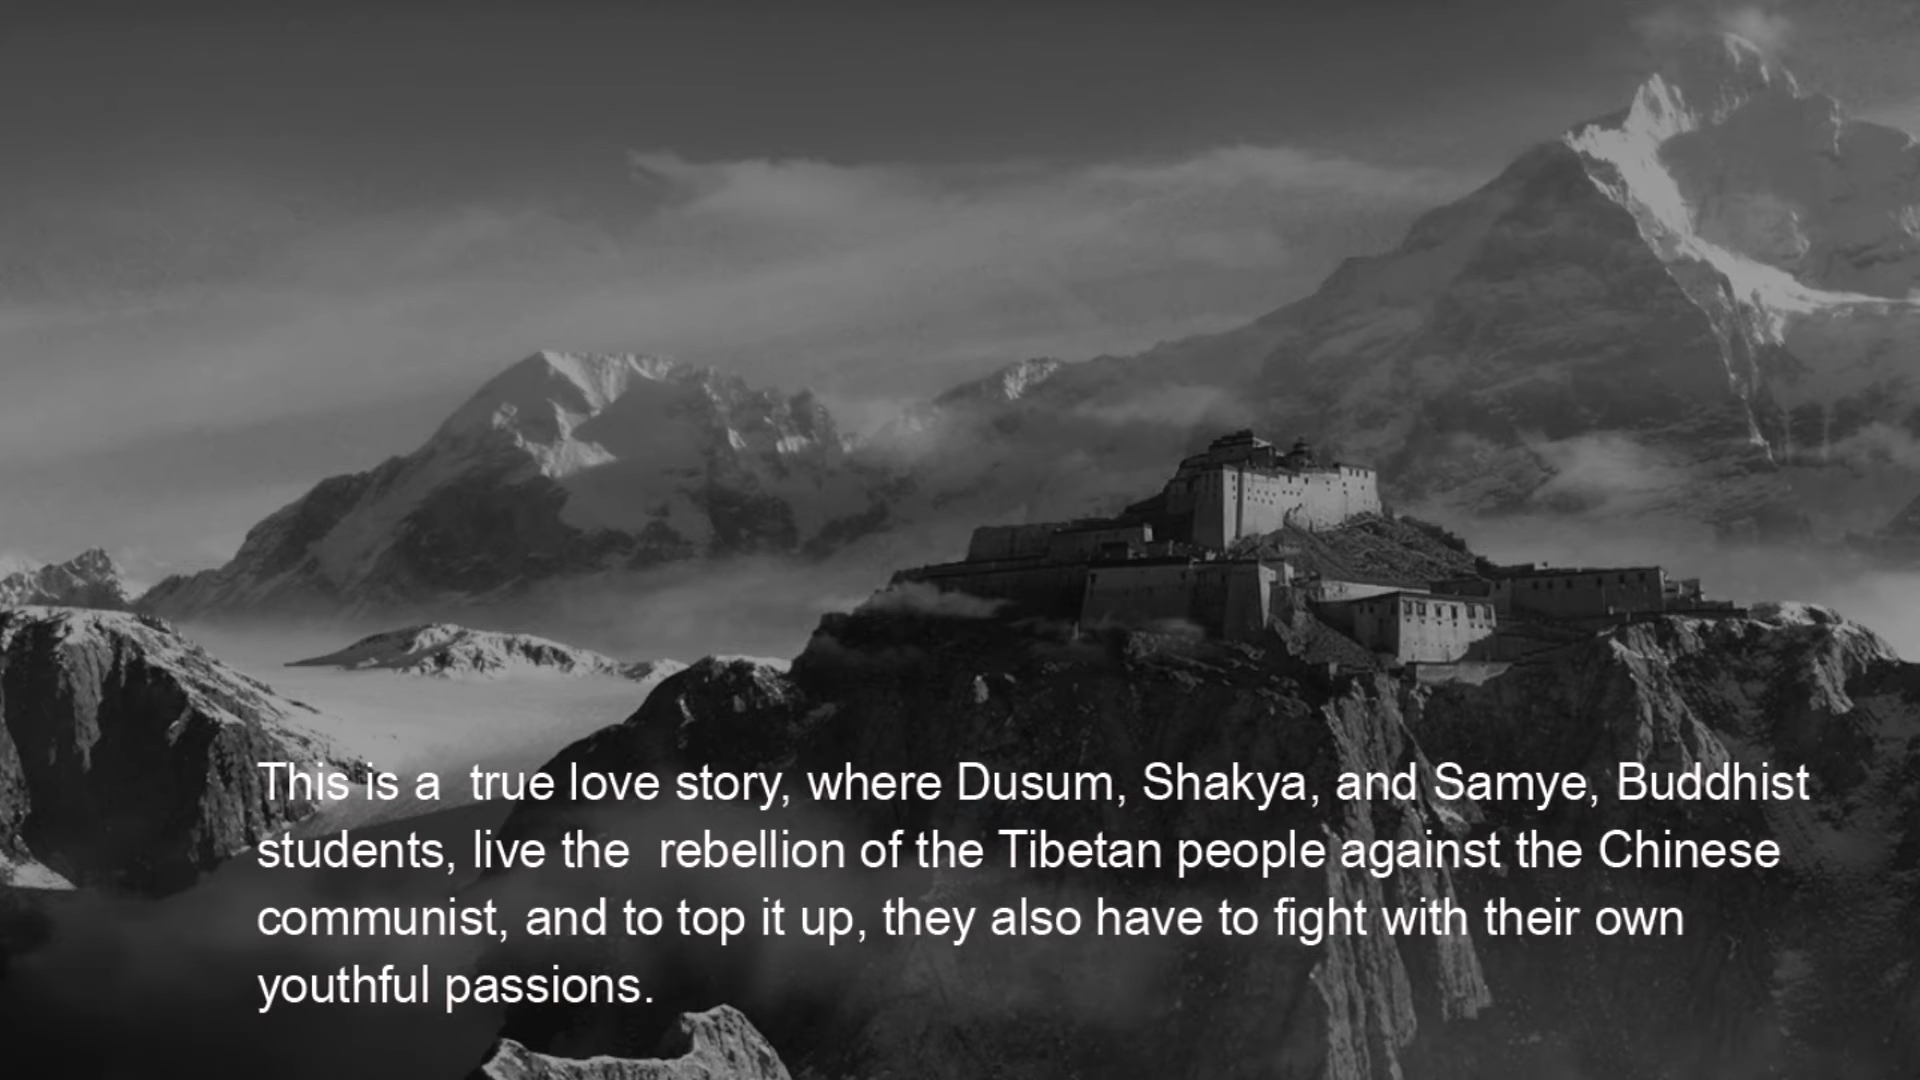 This is a  true love story, where Dusum, Shakya, and Samye, Buddhist
students, live the  rebellion of the Tibetan people against the Chinese
communist, and to top it up, they also have to fight with their own
youthful passions.